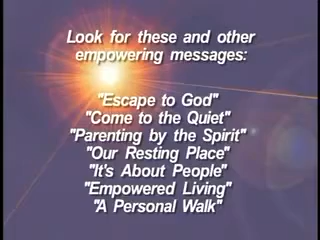 Look for these and other
empowering messages:
"Escape to God"
"Come to the Quiet"
"Parenting by the Spirit"
"Our Resting Place"
"It's About People"
"Empowered Living"
"A Personal Walk"